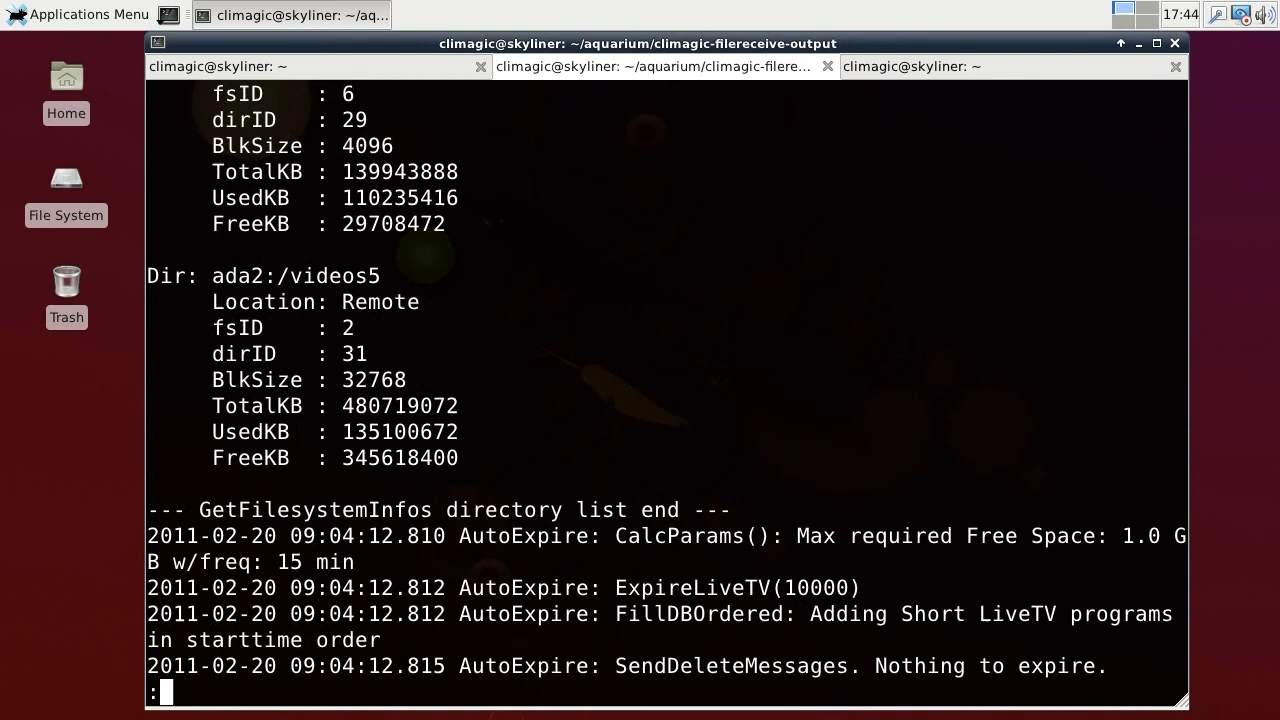 Applications Menu
climagic@skyliner: ~/aq...
17:44
climagic@skyliner: ~/aquarium/climagic-filereceive-output
climagic@skyliner: ~
climagic@skyliner: ~/aquarium/climagic-filere...
climagic@skyliner: ~
Home
File System
Trash
fsID : 6
dirID : 29
BlkSize : 4096
TotalKB : 139943888
UsedKB : 110235416
FreeKB : 29708472
Dir: ada2:/videos5
Location: Remote
fsID : 2
dirID : 31
BlkSize : 32768
TotalKB : 480719072
UsedKB : 135100672
FreeKB : 345618400
--- GetFilesystemInfos directory list end ---
2011-02-20 09:04:12.810 AutoExpire: CalcParams(): Max required Free Space: 1.0 G
B w/freq: 15 min
2011-02-20 09:04:12.812 AutoExpire: ExpireLiveTV(10000)
2011-02-20 09:04:12.812 AutoExpire: FillDBOrdered: Adding Short LiveTV programs
in starttime order
2011-02-20 09:04:12.815 AutoExpire: SendDeleteMessages. Nothing to expire.
: